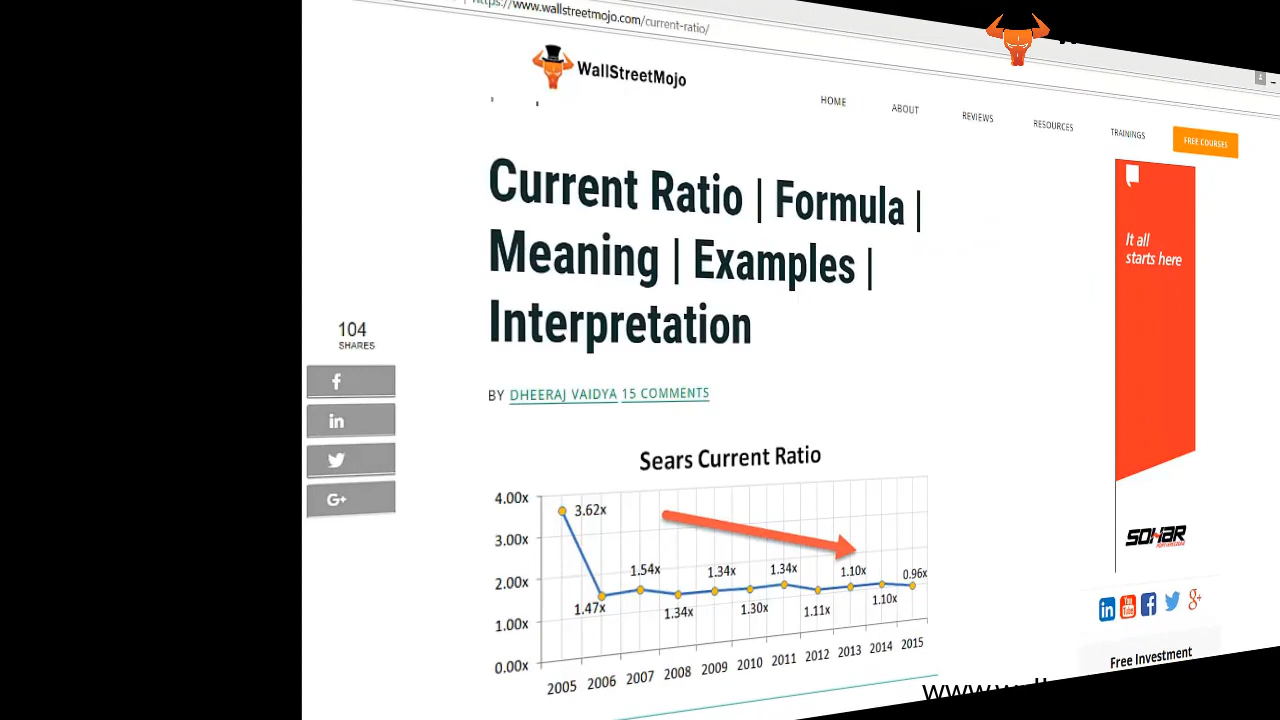 https://www.wallstreetmojo.com/current-ratio/
WallStreetMojo
HOME ABOUT REVIEWS RESOURCES TRAININGS FREE COURSES
Current Ratio | Formula |
Meaning | Examples |
Interpretation
104
SHARES
BY DHEERAJ VAIDYA 15 COMMENTS
It all
starts here
Sears Current Ratio
4.00x
3.00x
2.00x
1.00x
0.00x
3.62x
1.47x
1.54x
1.34x
1.34x
1.30x
1.34x
1.11x
1.10x
1.10x
0.96x
2005 2006 2007 2008 2009 2010 2011 2012 2013 2014 2015
SOHAR
Free Investment